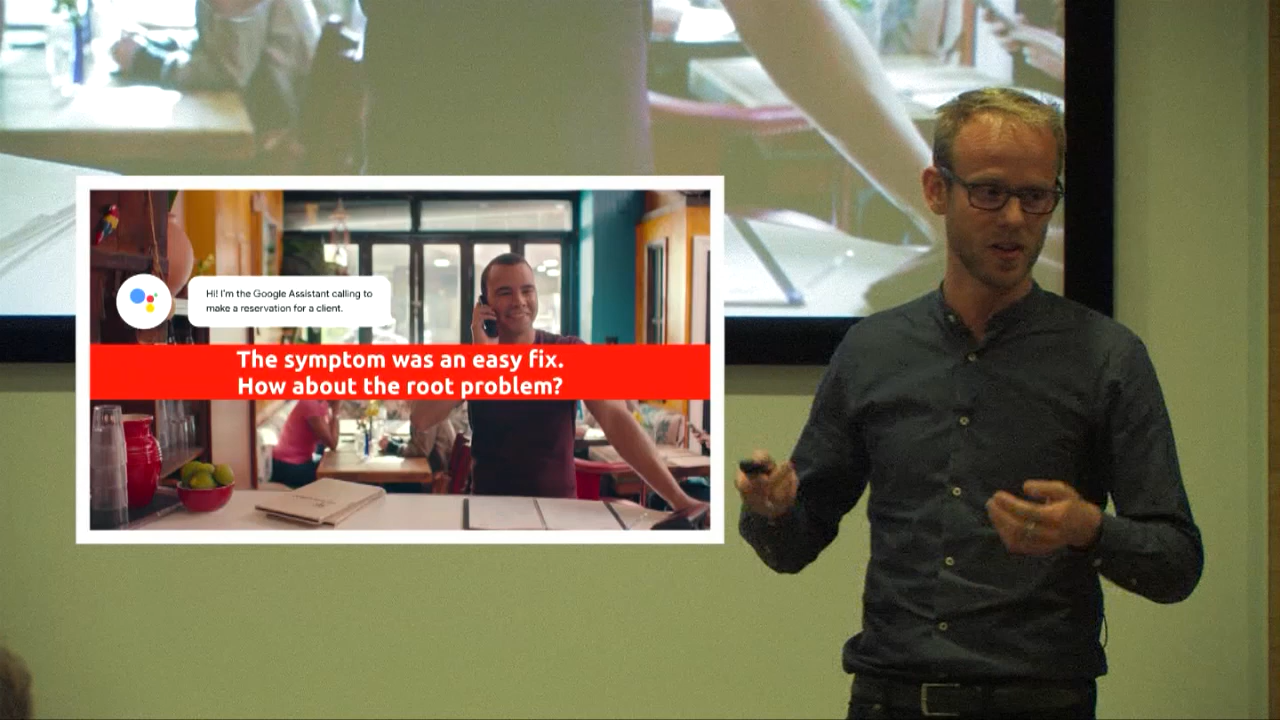 Hi! I'm the Google Assistant calling to
make a reservation for a client.
The symptom was an easy fix.
How about the root problem?